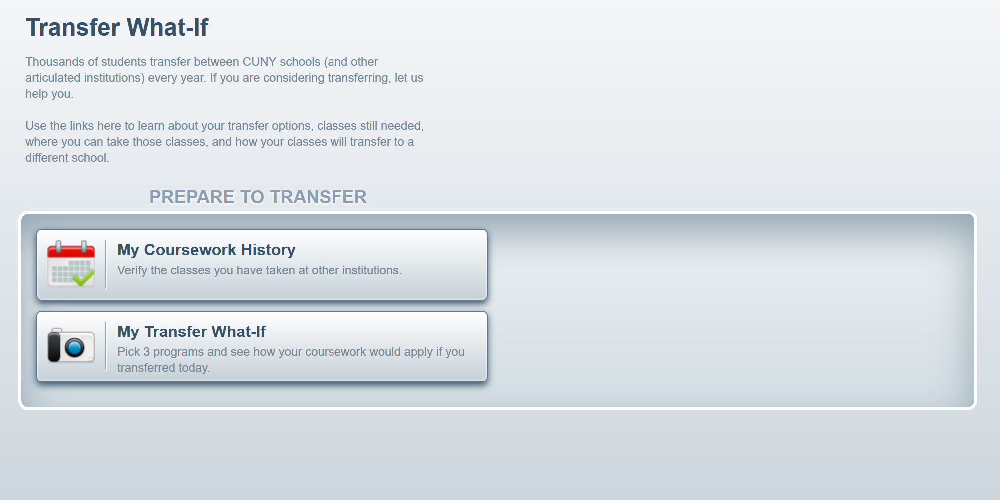 Transfer What-If
Thousands of students transfer between CUNY schools (and other
articulated institutions) every year. If you are considering transferring, let us
help you.
Use the links here to learn about your transfer options, classes still needed,
where you can take those classes, and how your classes will transfer to a
different school.
PREPARE TO TRANSFER
My Coursework History
Verify the classes you have taken at other institutions.
My Transfer What-If
Pick 3 programs and see how your coursework would apply if you
transferred today.